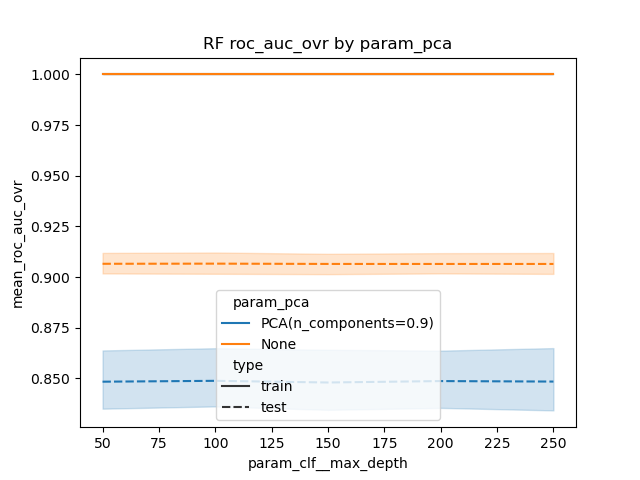 RF roc_auc_ovr by param_pca
mean_roc_auc_ovr
1.000
0.975
0.950
0.925
0.900
0.875
0.850
param_pca
PCA(n_components=0.9)
None
type
train
test
50 75 100 125 150 175 200 225 250
param_clf__max_depth